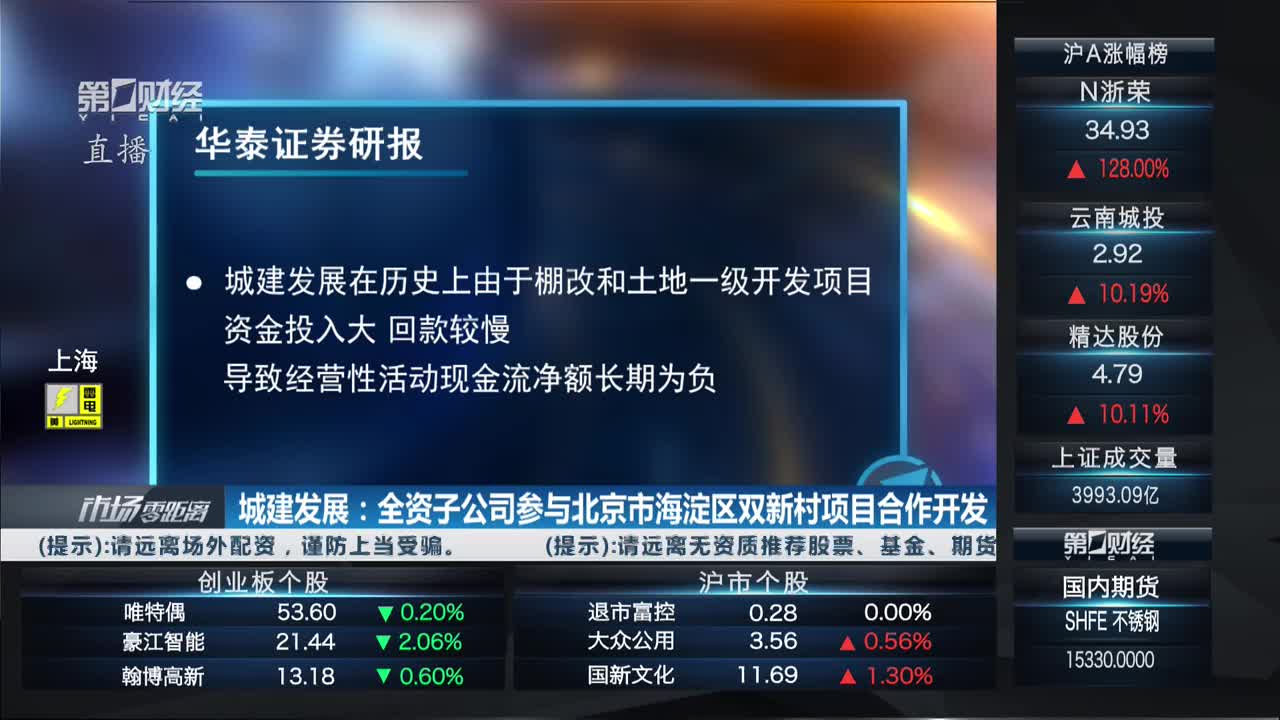 第一财经
YICAI
直播
华泰证券研报
城建发展在历史上由于棚改和土地一级开发项目
资金投入大 回款较慢
导致经营性活动现金流净额长期为负
上海
雷电
黄 LIGHTNING
市场零距离
城建发展：全资子公司参与北京市海淀区双新村项目合作开发
(提示):请远离场外配资，谨防上当受骗。 (提示):请远离无资质推荐股票、基金、期货
创业板个股
唯特偶 53.60 ▼0.20%
豪江智能 21.44 ▼2.06%
翰博高新 13.18 ▼0.60%
沪市个股
退市富控 0.28 0.00%
大众公用 3.56 ▲0.56%
国新文化 11.69 ▲1.30%
沪A涨幅榜
N浙荣
34.93
▲ 128.00%
云南城投
2.92
▲ 10.19%
精达股份
4.79
▲ 10.11%
上证成交量
3993.09亿
第一财经
YICAI
国内期货
SHFE 不锈钢
15330.0000